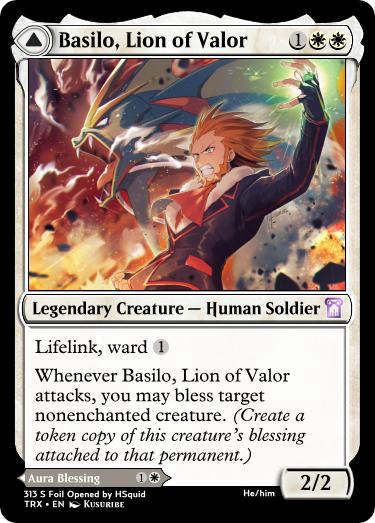 Basilo, Lion of Valor 1
Legendary Creature — Human Soldier
Lifelink, ward 1
Whenever Basilo, Lion of Valor
attacks, you may bless target
nonenchanted creature. (Create a
token copy of this creature's blessing
attached to that permanent.)
Aura Blessing 1
2/2
313 S Foil Opened by HSquid
He/him
TRX • EN Kusuribe